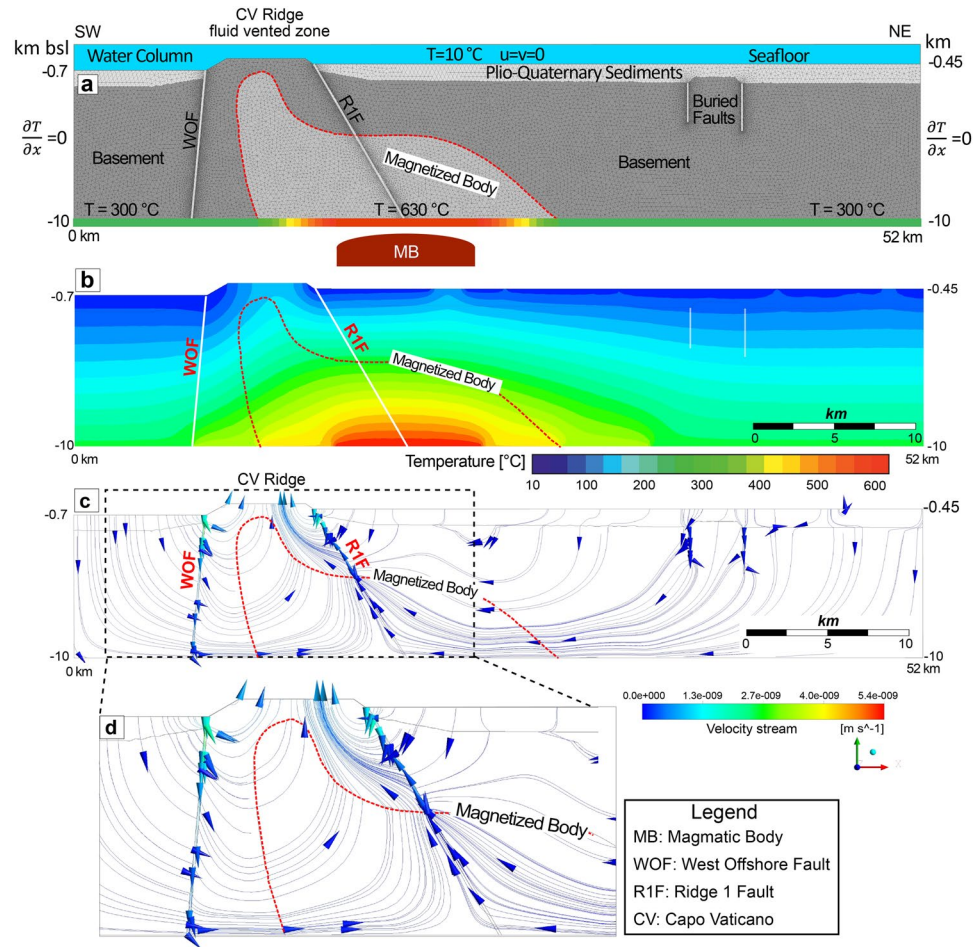 SW
CV Ridge
fluid vented zone
NE
km bsl
Water Column
T=10 °C u=v=0
Seafloor
km
-0.7
-0.45
a
Plio-Quaternary Sediments
WOF
R1F
Buried
Faults
∂T/∂x =0
∂T/∂x =0
Basement
Magnetized Body
Basement
T = 300 °C
T = 630 °C
T = 300 °C
-10
-10
0 km
52 km
MB
b
-0.7
-0.45
WOF
R1F
Magnetized Body
km
0 5 10
-10
-10
0 km
52 km
Temperature [°C]
10 100 200 300 400 500 600
CV Ridge
c
-0.7
-0.45
WOF
R1F
Magnetized Body
km
0 5 10
-10
-10
0 km
52 km
d
Magnetized Body
0.0e+000 1.3e-009 2.7e-009 4.0e-009 5.4e-009
Velocity stream
[m s^-1]
Legend
MB: Magmatic Body
WOF: West Offshore Fault
R1F: Ridge 1 Fault
CV: Capo Vaticano